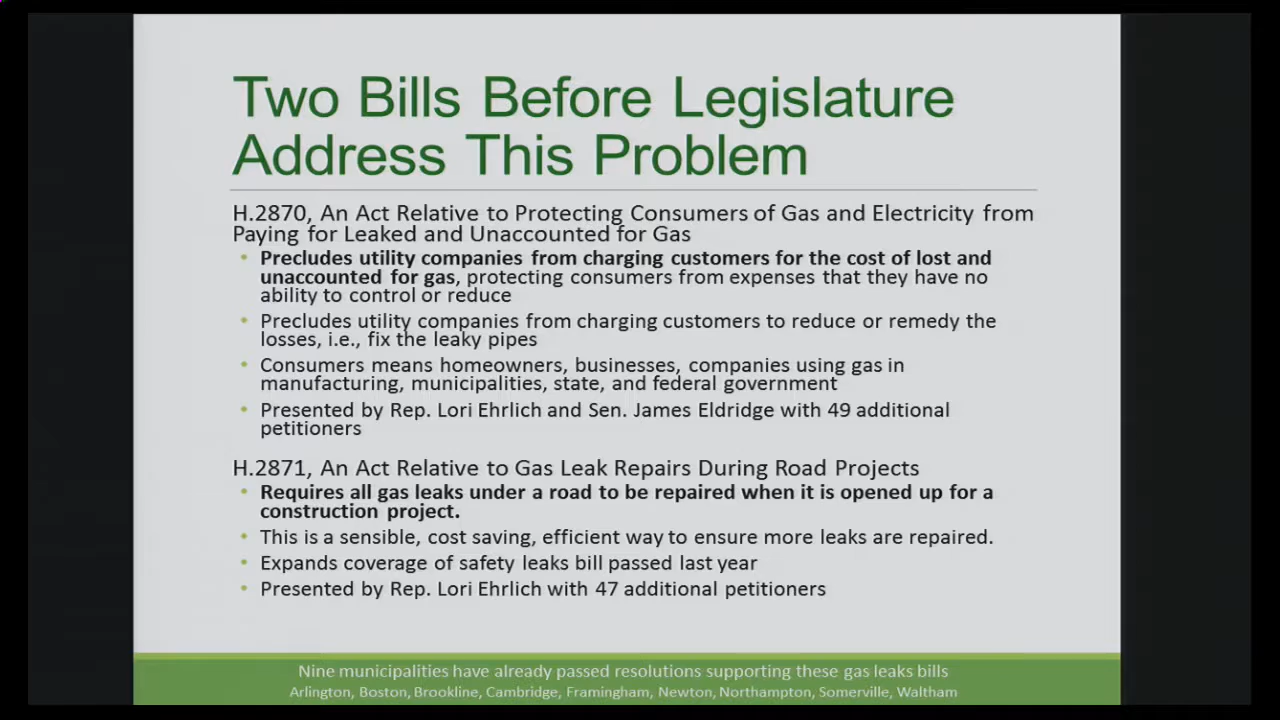 Two Bills Before Legislature
Address This Problem
H.2870, An Act Relative to Protecting Consumers of Gas and Electricity from
Paying for Leaked and Unaccounted for Gas
• Precludes utility companies from charging customers for the cost of lost and
unaccounted for gas, protecting consumers from expenses that they have no
ability to control or reduce
• Precludes utility companies from charging customers to reduce or remedy the
losses, i.e., fix the leaky pipes
• Consumers means homeowners, businesses, companies using gas in
manufacturing, municipalities, state, and federal government
• Presented by Rep. Lori Ehrlich and Sen. James Eldridge with 49 additional
petitioners
H.2871, An Act Relative to Gas Leak Repairs During Road Projects
• Requires all gas leaks under a road to be repaired when it is opened up for a
construction project.
• This is a sensible, cost saving, efficient way to ensure more leaks are repaired.
• Expands coverage of safety leaks bill passed last year
• Presented by Rep. Lori Ehrlich with 47 additional petitioners
Nine municipalities have already passed resolutions supporting these gas leaks bills
Arlington, Boston, Brookline, Cambridge, Framingham, Newton, Northampton, Somerville, Waltham